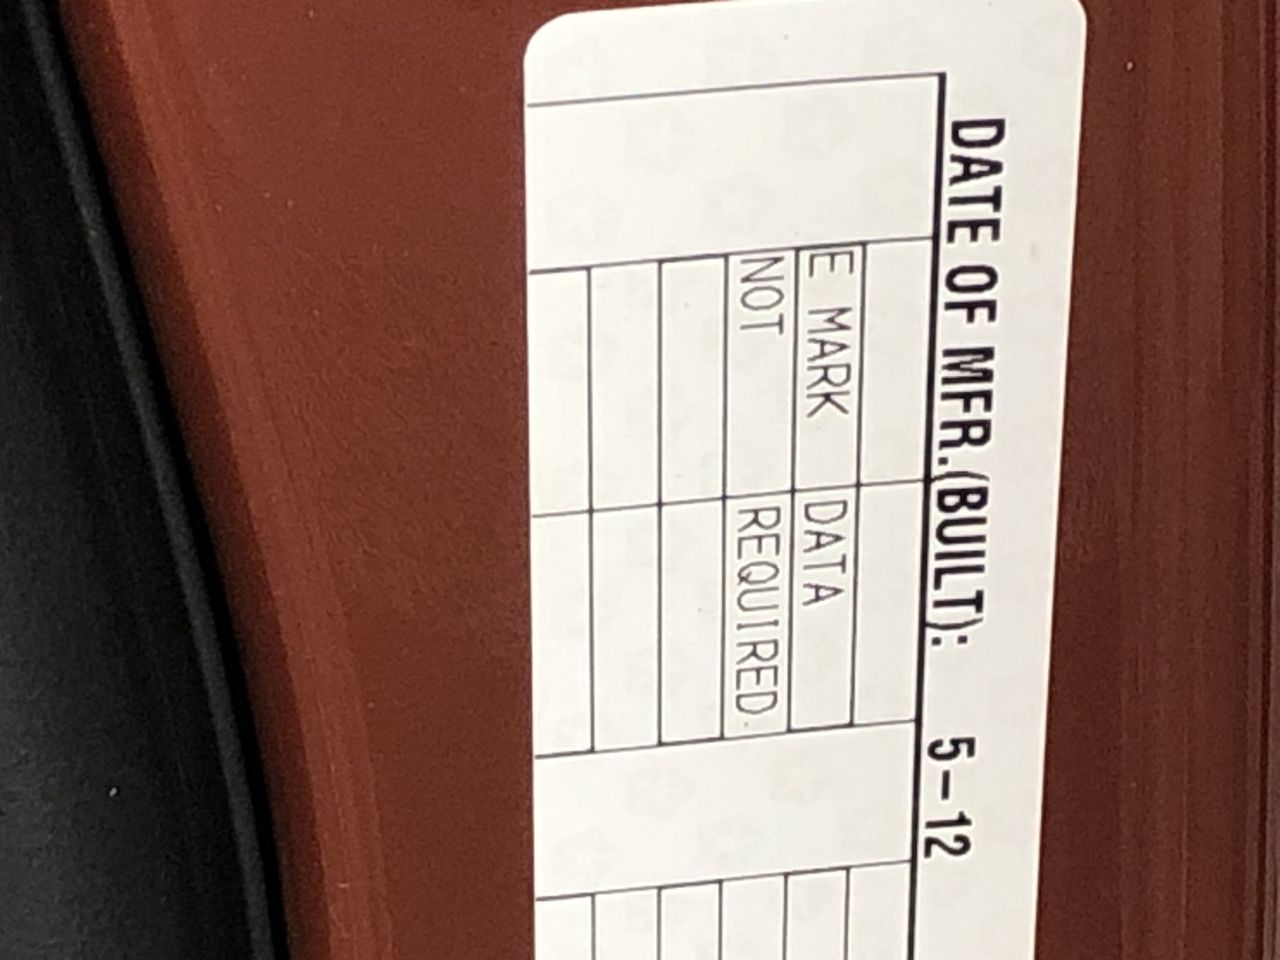 DATE OF MFR.(BUILT): 5-12
E MARK DATA
NOT REQUIRED